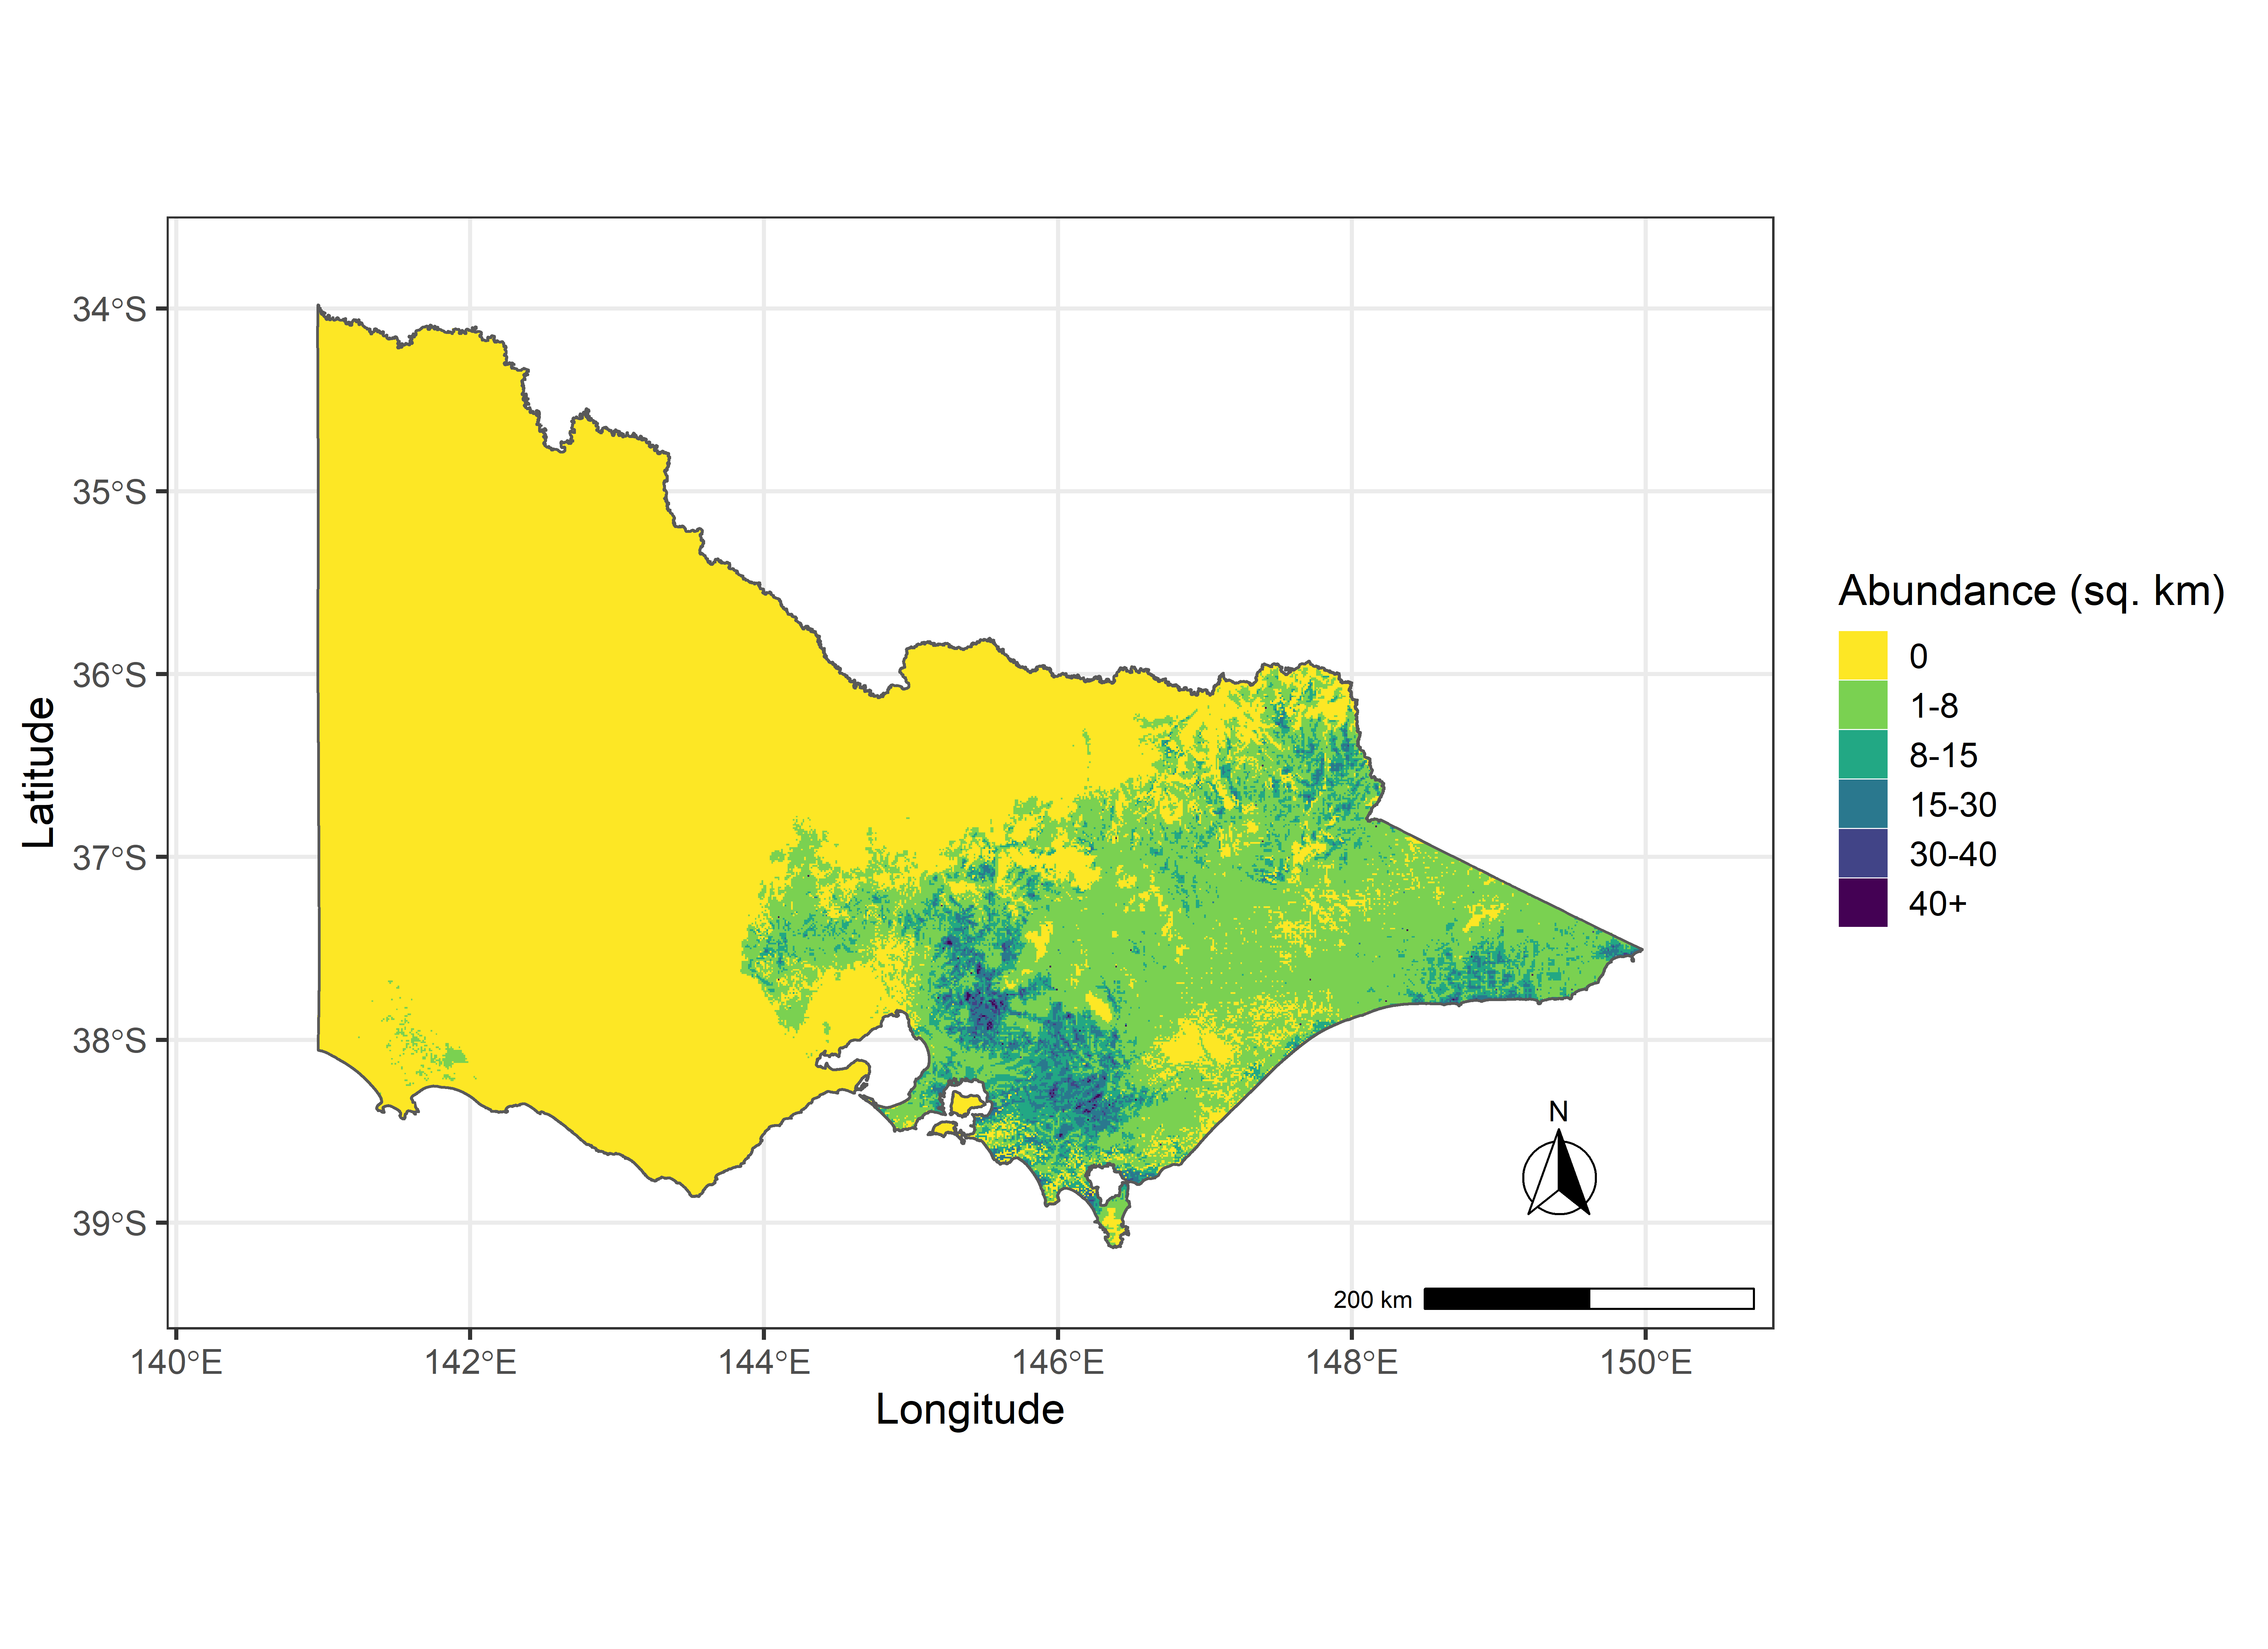 34°S
35°S
36°S
37°S
38°S
39°S
Latitude
140°E 142°E 144°E 146°E 148°E 150°E
Longitude
N
200 km
Abundance (sq. km)
0
1-8
8-15
15-30
30-40
40+